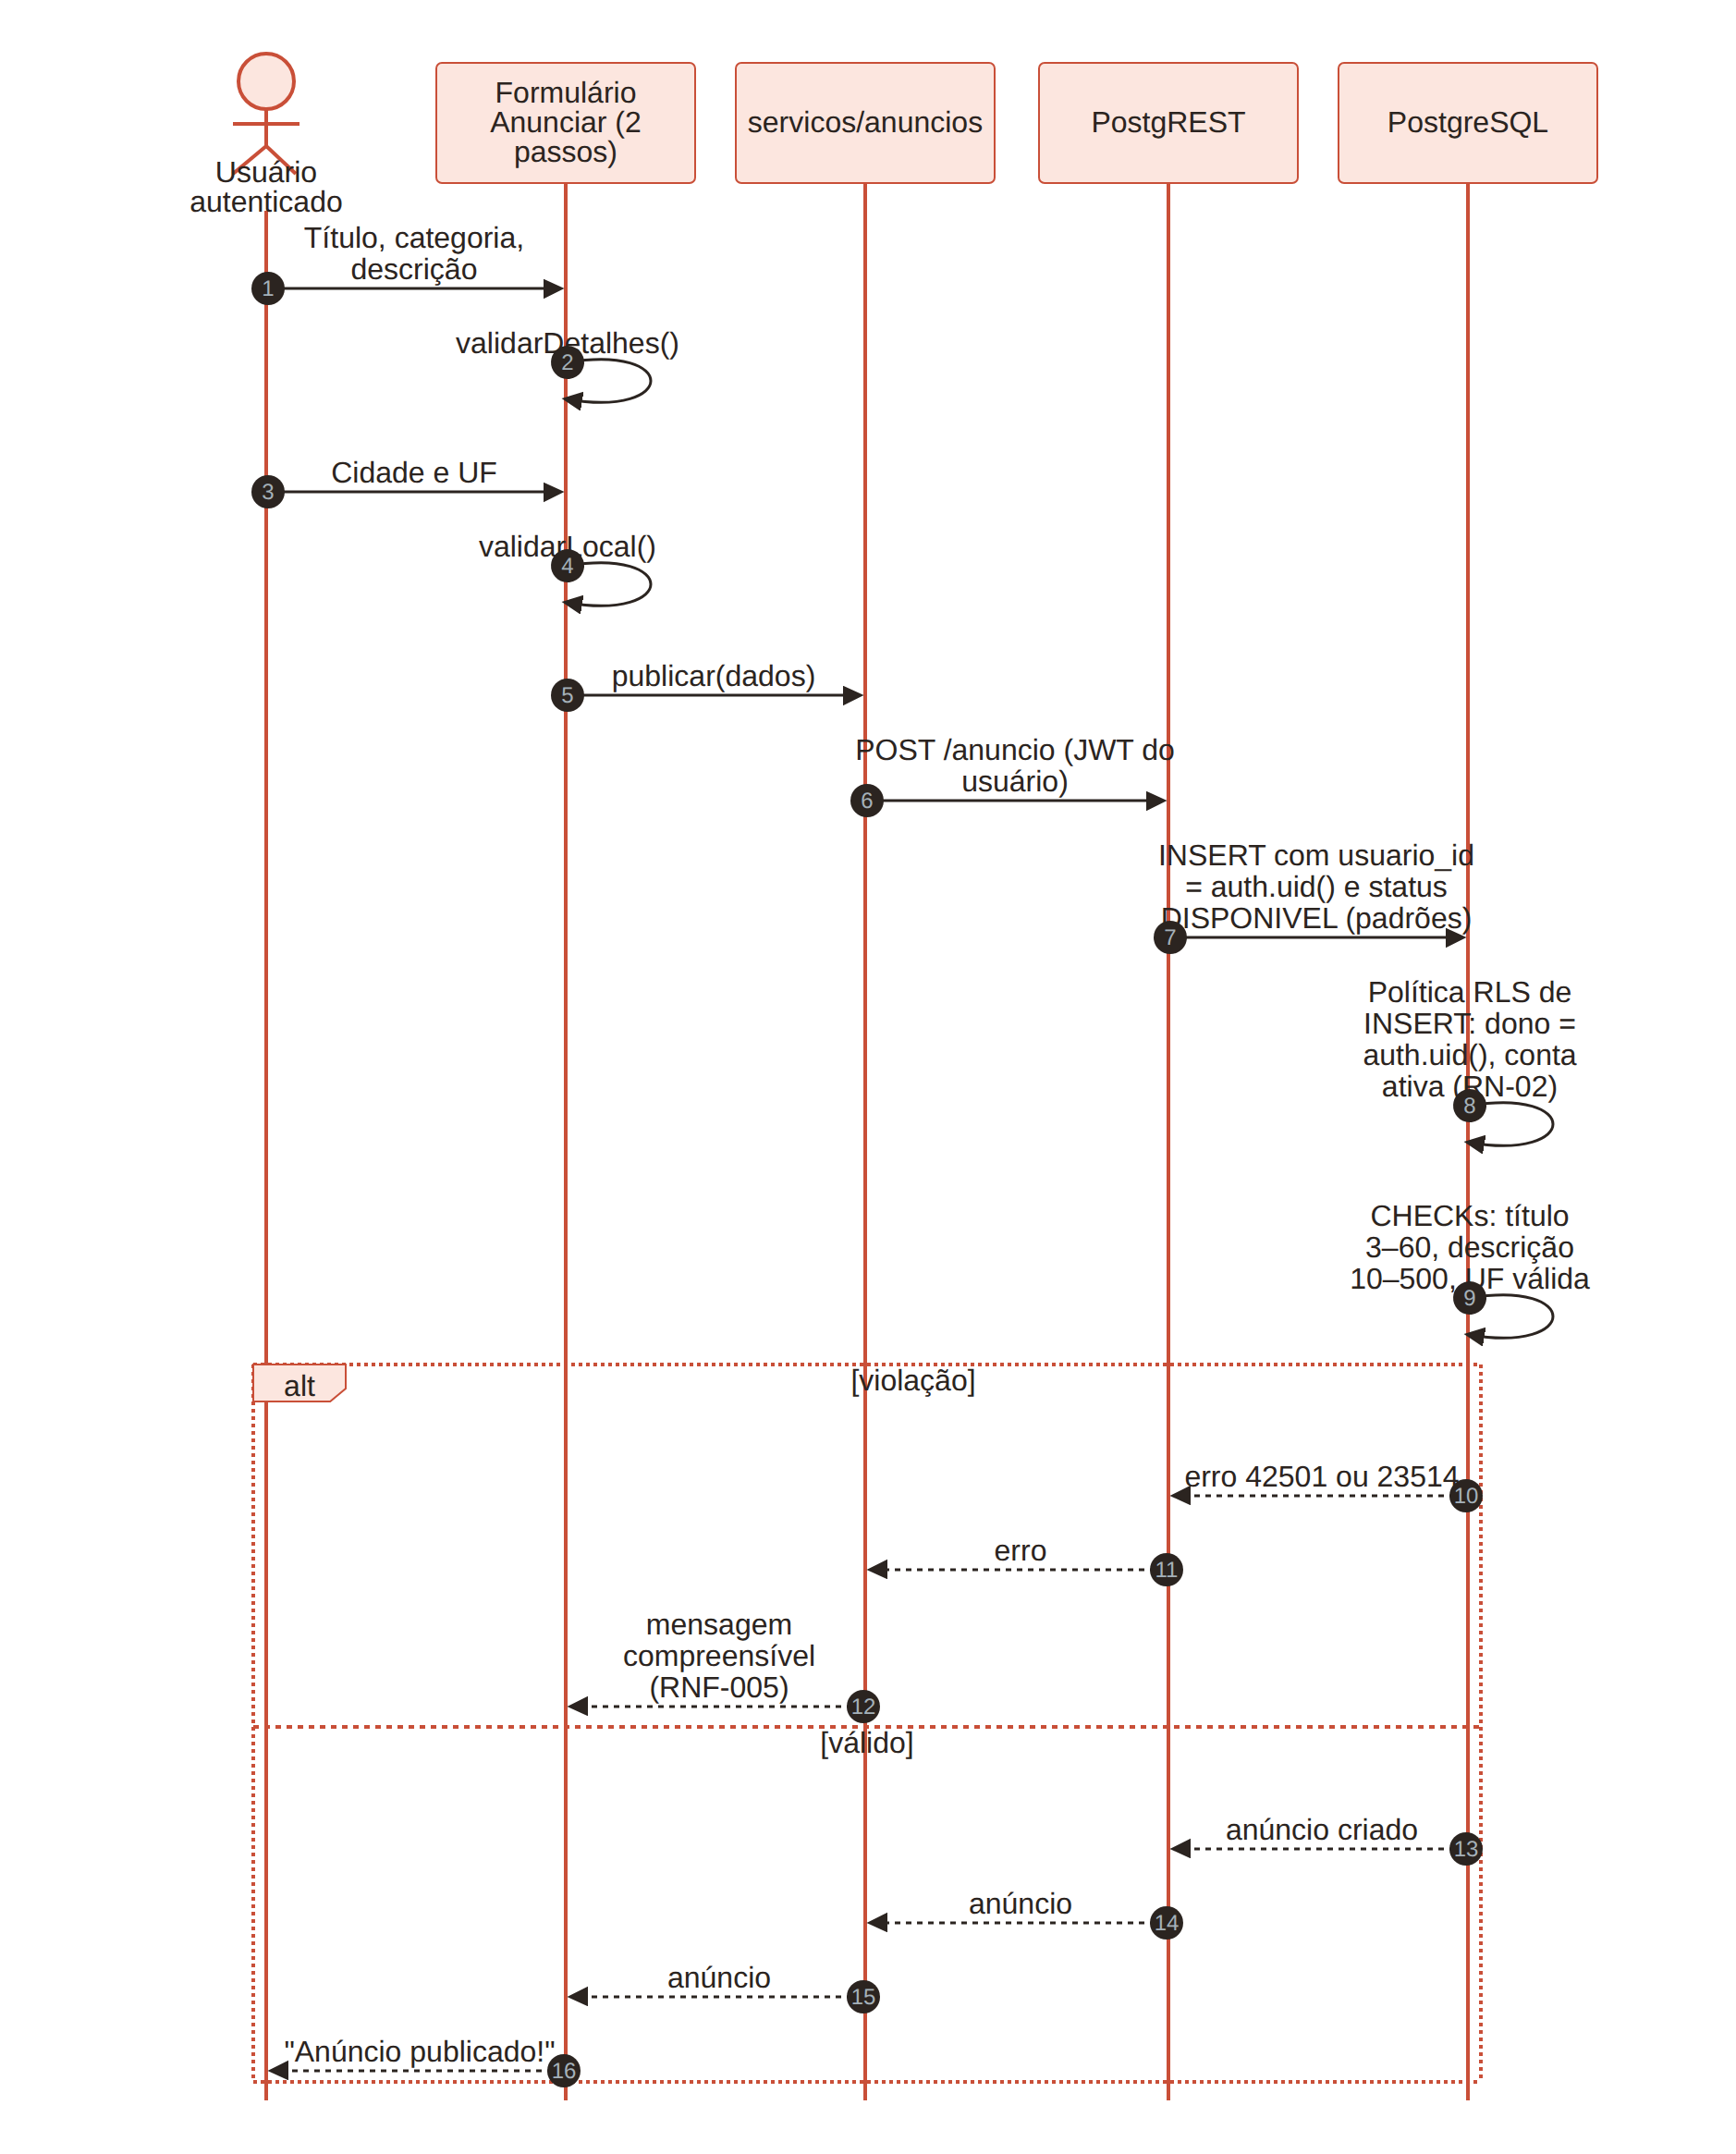 Usuário
autenticado
Formulário
Anunciar (2
passos)
servicos/anuncios
PostgREST
PostgreSQL
Título, categoria,
descrição
1
validarDetalhes()
2
Cidade e UF
3
validarLocal()
4
publicar(dados)
5
POST /anuncio (JWT do
usuário)
6
INSERT com usuario_id
= auth.uid() e status
DISPONIVEL (padrões)
7
Política RLS de
INSERT: dono =
auth.uid(), conta
ativa (RN-02)
8
CHECKs: título
3–60, descrição
10–500, UF válida
9
alt
[violação]
erro 42501 ou 23514
10
erro
11
mensagem
compreensível
(RNF-005)
12
[válido]
anúncio criado
13
anúncio
14
anúncio
15
"Anúncio publicado!"
16